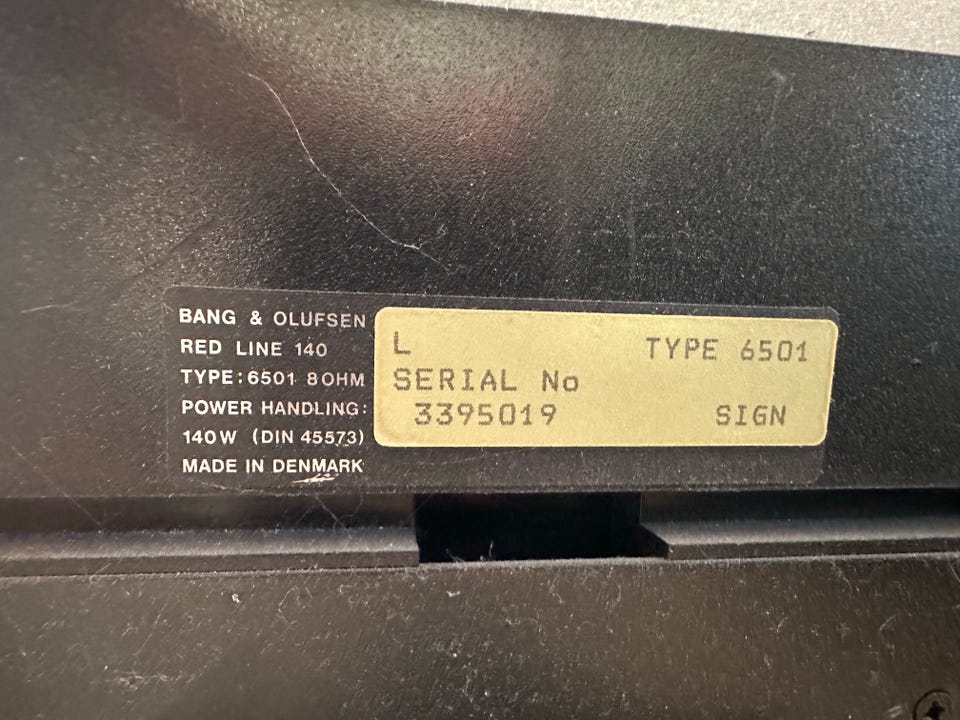 BANG & OLUFSEN
RED LINE 140
TYPE:6501 8OHM
POWER HANDLING:
140W (DIN 45573)
MADE IN DENMARK
L TYPE 6501
SERIAL No
3395019 SIGN